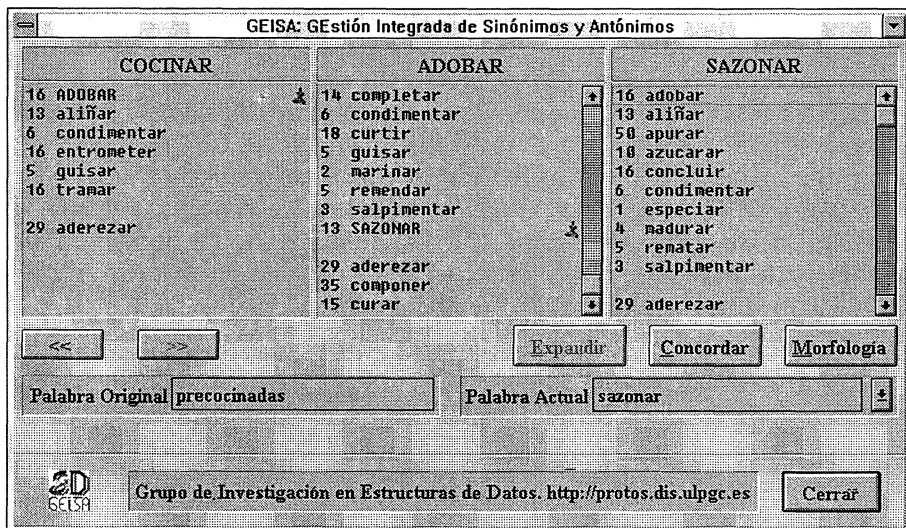 GEISA: GEstión Integrada de Sinónimos y Antónimos
COCINAR
16 ADOBAR
13 aliñar
6 condimentar
16 entrometer
5 guisar
16 tramar
29 aderezar
ADOBAR
14 completar
6 condimentar
18 curtir
5 guisar
2 marinar
5 remendar
3 salpimentar
13 SAZONAR
29 aderezar
35 componer
15 curar
SAZONAR
16 adobar
13 aliñar
50 apurar
10 azucarar
16 concluir
6 condimentar
1 especiar
4 madurar
5 rematar
3 salpimentar
29 aderezar
<< >> Expandir Concordar Morfología
Palabra Original precocinadas Palabra Actual sazonar
SD
GEISA
Grupo de Investigación en Estructuras de Datos. http://protos.dis.ulpgc.es
Cerrar